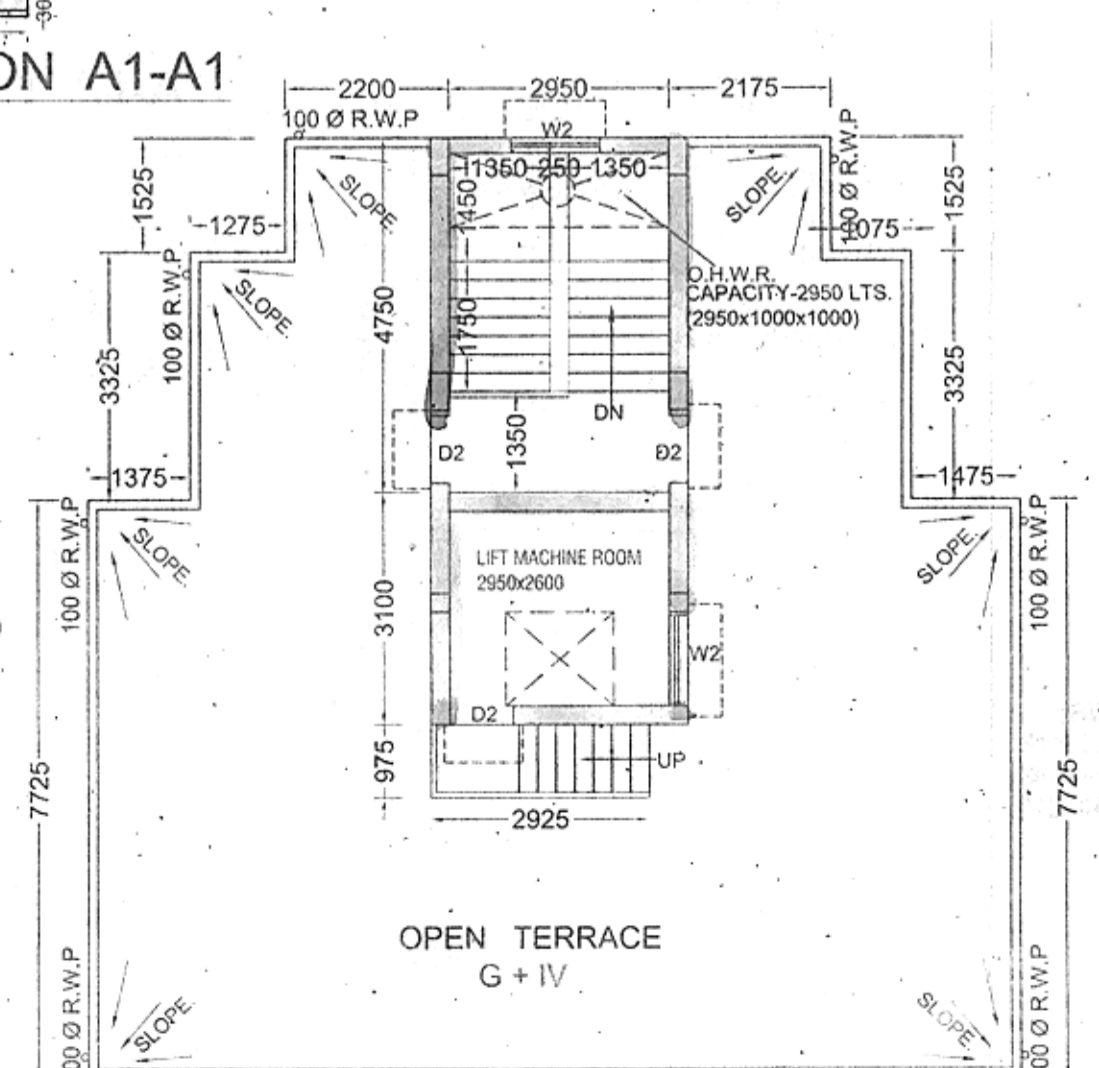 ON A1-A1
2200
2950
2175
100 Ø R.W.P
W2
100 Ø R.W.P
1350 250 1350
1525
SLOPE.
1450
SLOPE.
1525
1275
1075
100 Ø R.W.P
SLOPE.
O.H.W.R.
CAPACITY-2950 LTS.
(2950x1000x1000)
4750
1750
3325
3325
DN
D2
1350
D2
1375
1475
100 Ø R.W.P
SLOPE.
LIFT MACHINE ROOM
2950x2600
SLOPE.
100 Ø R.W.P
3100
W2
D2
975
UP
7725
2925
7725
OPEN TERRACE
G + IV
00 Ø R.W.P
SLOPE.
SLOPE.
00 Ø R.W.P